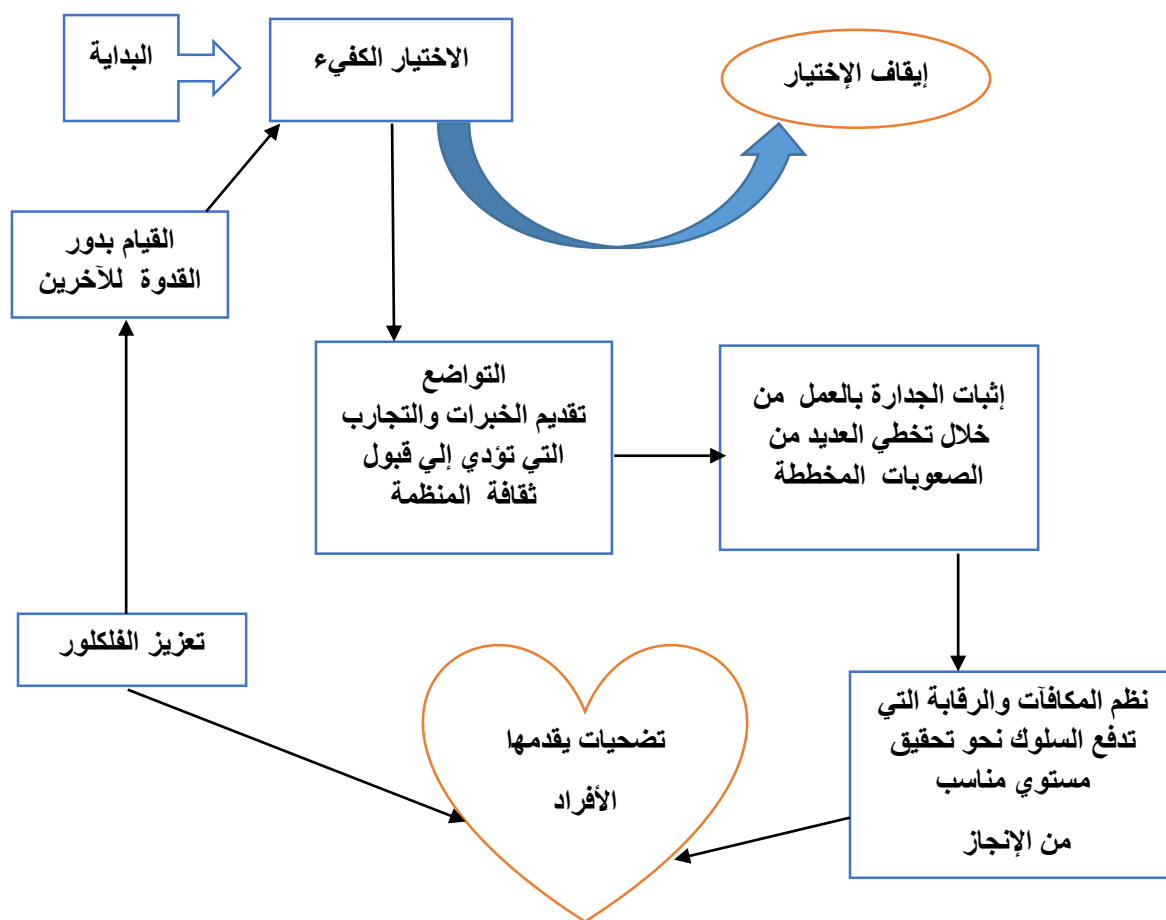 البداية
الاختيار الكفيء
إيقاف الإختيار
القيام بدور
القدوة للآخرين
التواضع
تقديم الخبرات والتجارب
التي تؤدي إلي قبول
ثقافة المنظمة
إثبات الجدارة بالعمل من
خلال تخطي العديد من
الصعوبات المخططة
تعزيز الفلكلور
تضحيات يقدمها
الأفراد
نظم المكافآت والرقابة التي
تدفع السلوك نحو تحقيق
مستوي مناسب
من الإنجاز